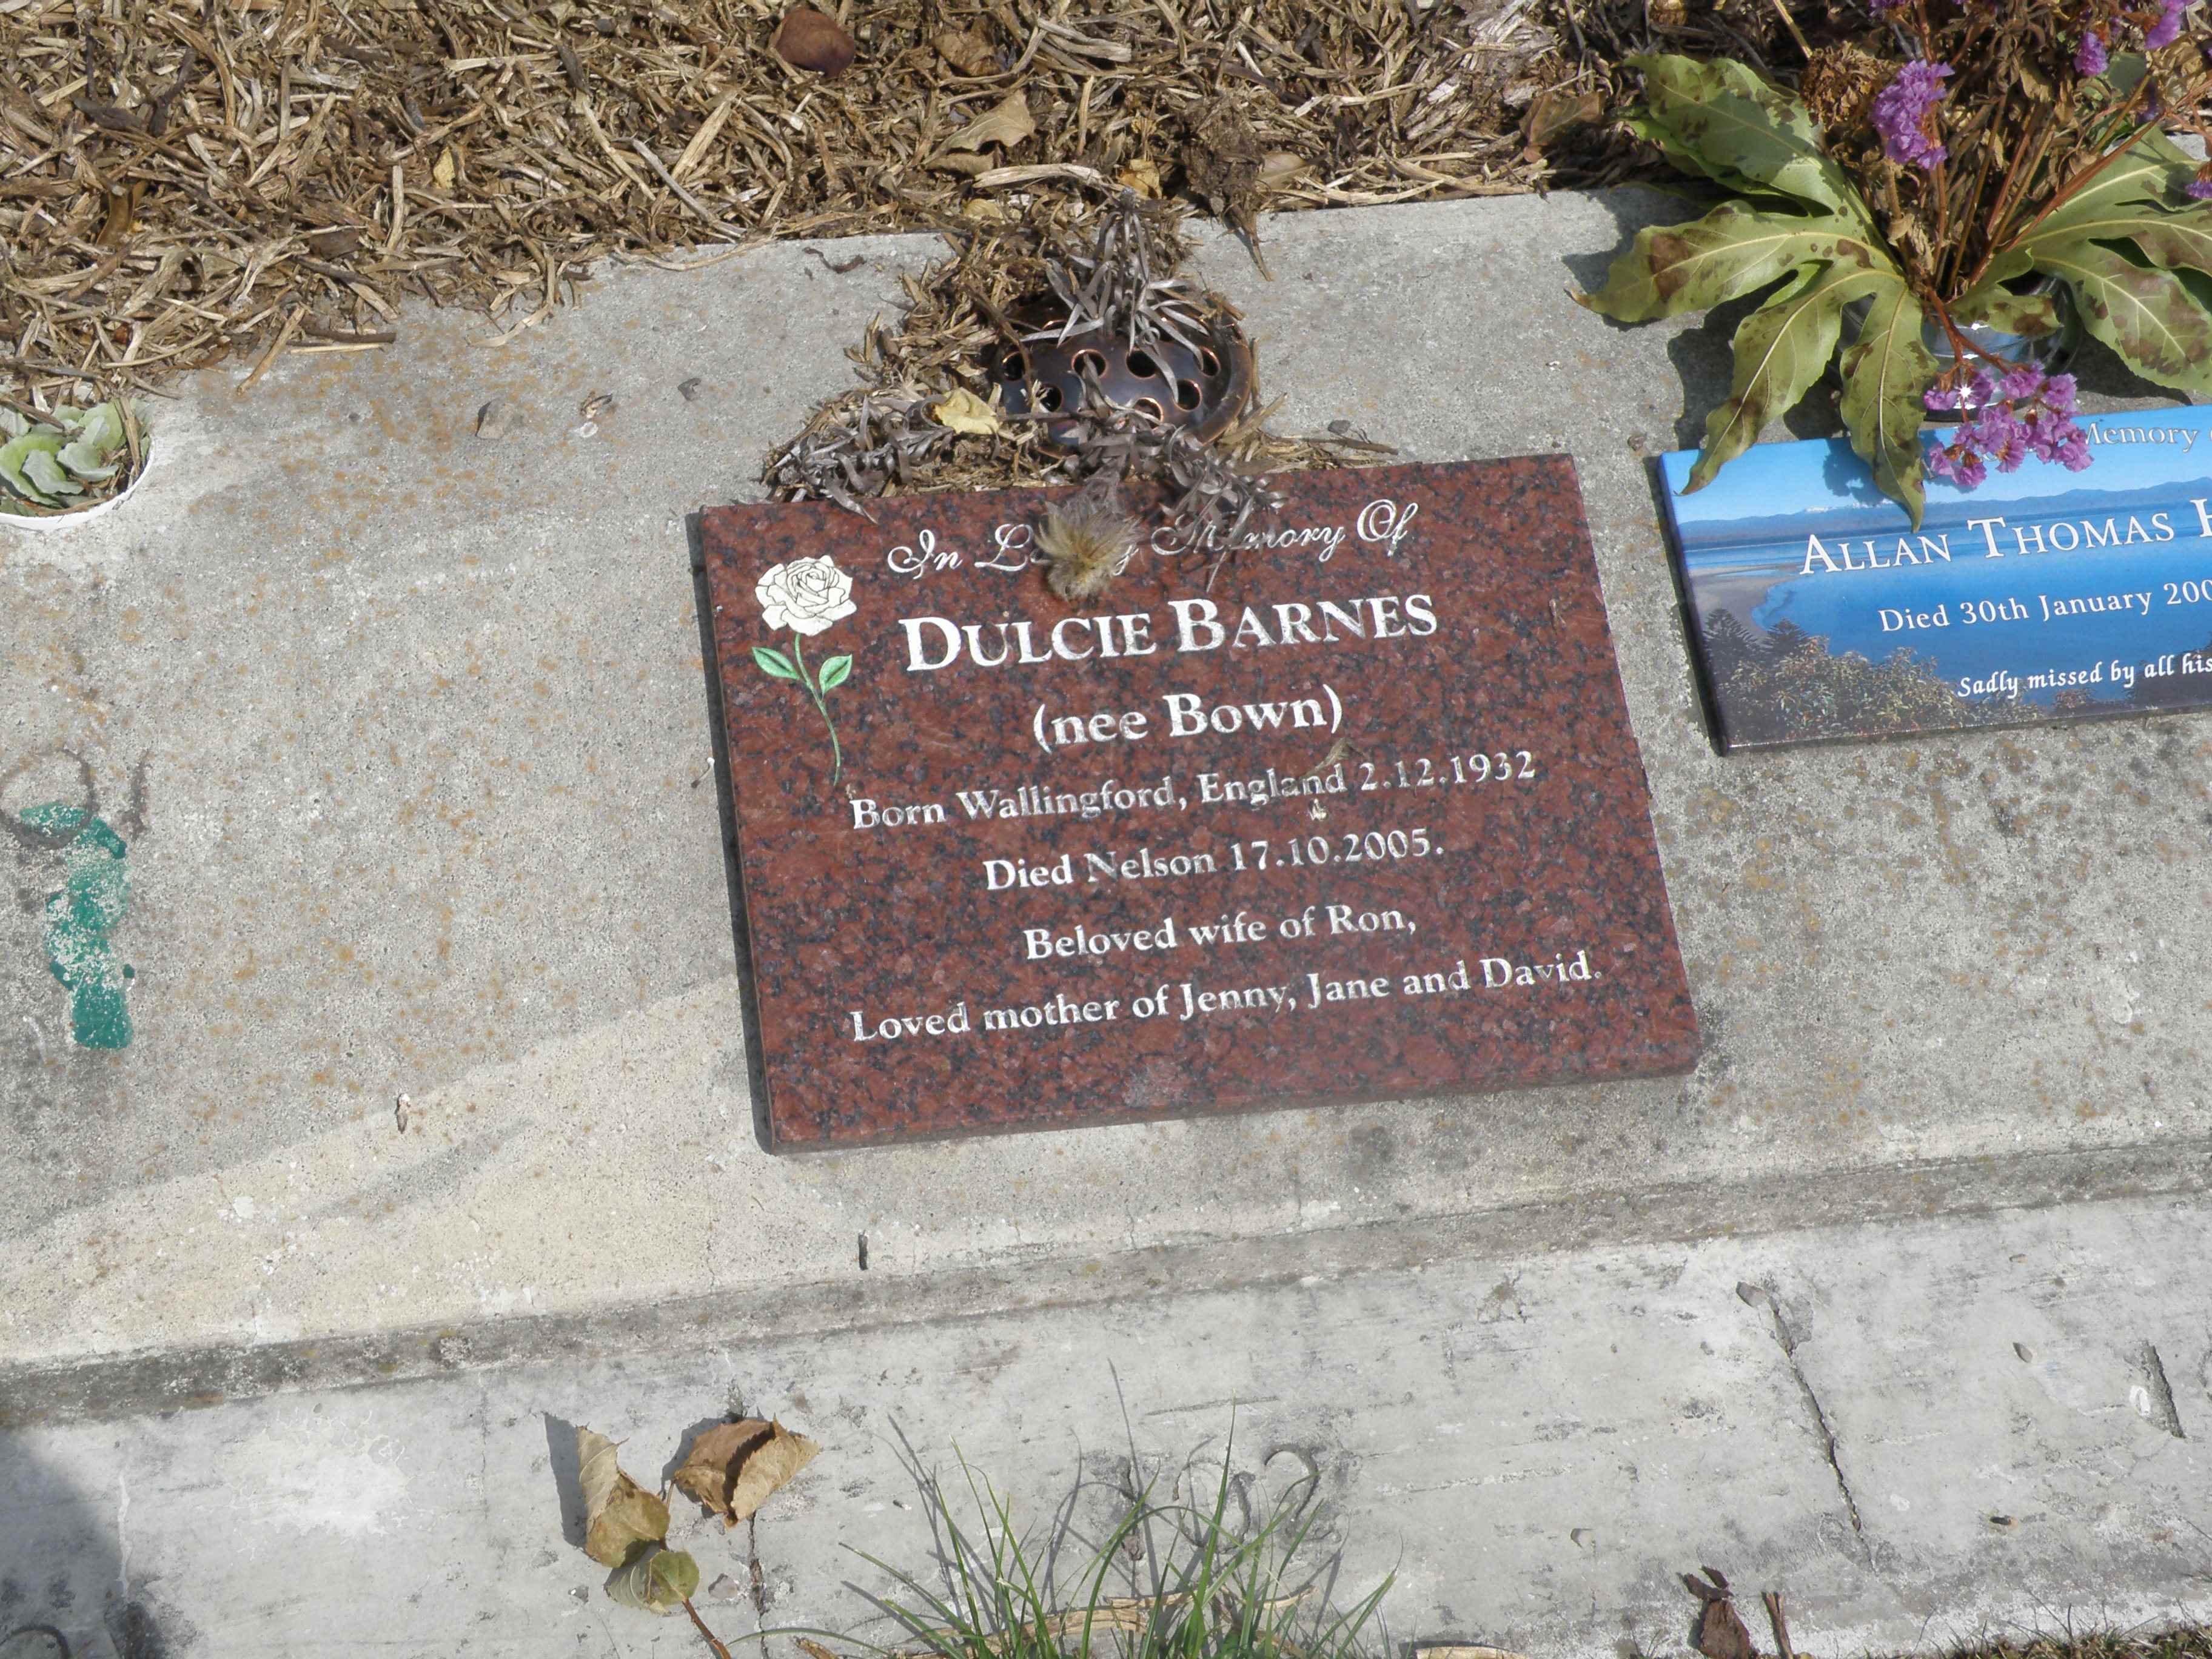 In Loving Memory Of
DULCIE BARNES
(nee Bown)
Born Wallingford, England 2.12.1932
Died Nelson 17.10.2005.
Beloved wife of Ron,
Loved mother of Jenny, Jane and David.
Memory
ALLAN THOMAS
Died 30th January
Sadly missed by all his